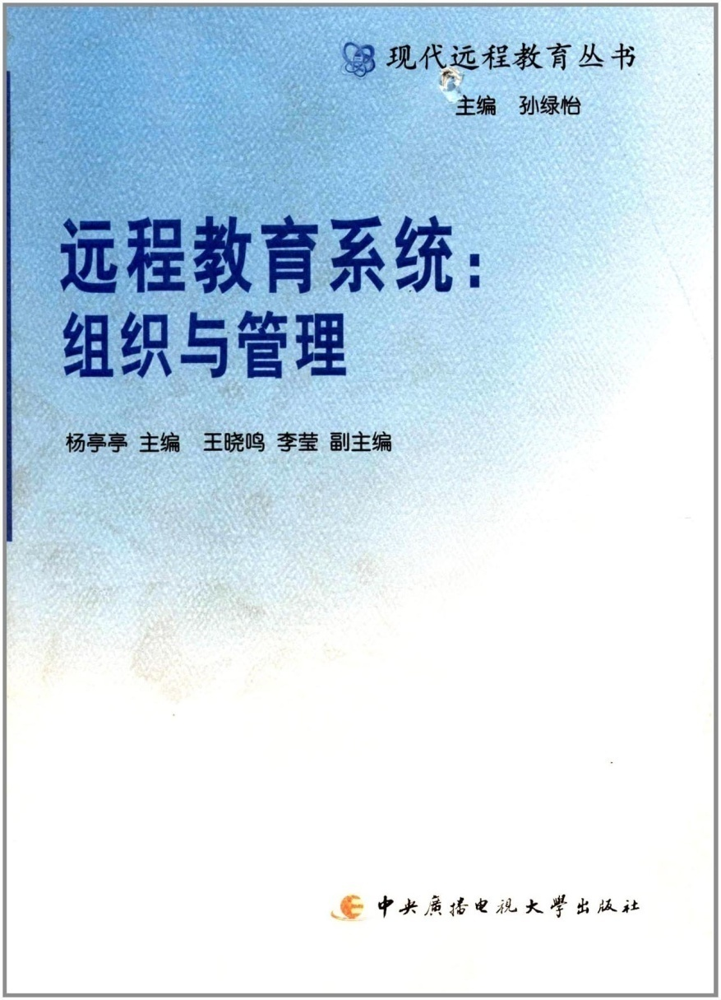 现代远程教育丛书
主编 孙绿怡
远程教育系统：
组织与管理
杨亭亭 主编 王晓鸣 李莹 副主编
中央廣播电视大學出版社